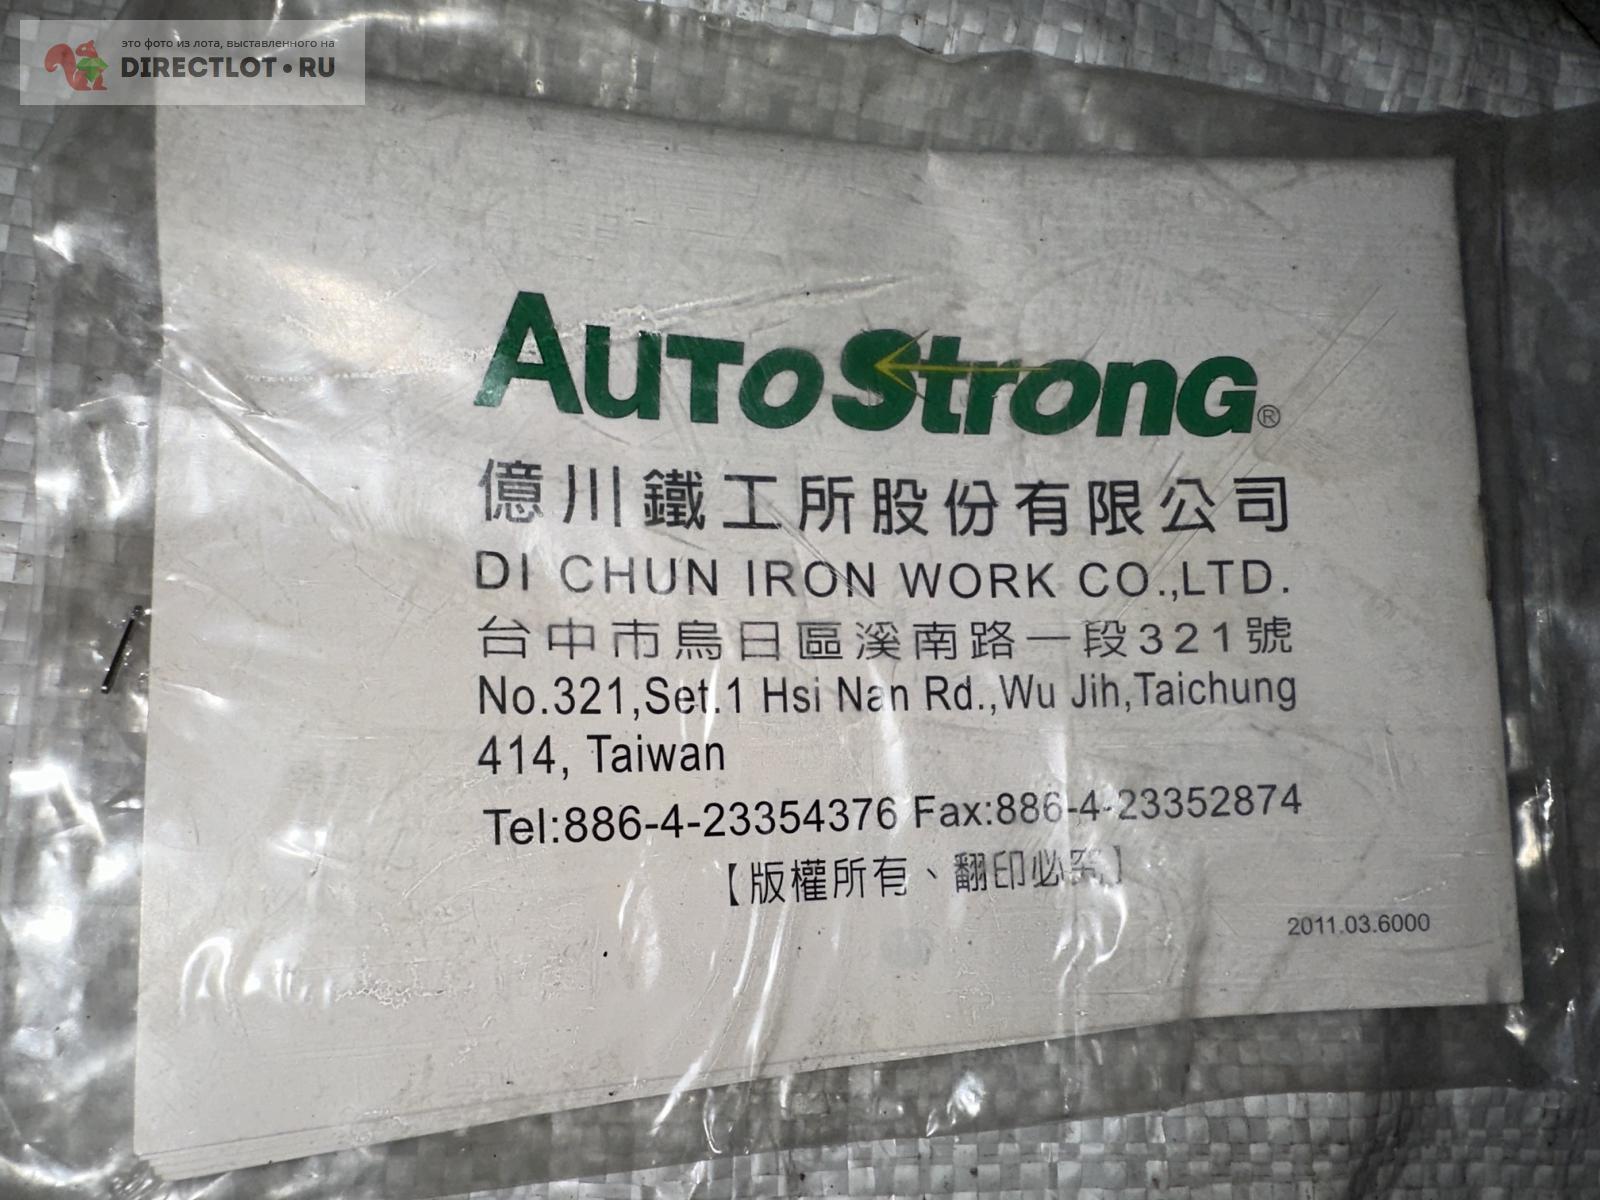 это фото из лота, выставленного на
DIRECTLOT•RU
AUTOSTRONG®
億川鐵工所股份有限公司
DI CHUN IRON WORK CO.,LTD.
台中市烏日區溪南路一段321號
No.321,Set.1 Hsi Nan Rd.,Wu Jih,Taichung
414, Taiwan
Tel:886-4-23354376 Fax:886-4-23352874
【版權所有、翻印必究】
2011.03.6000